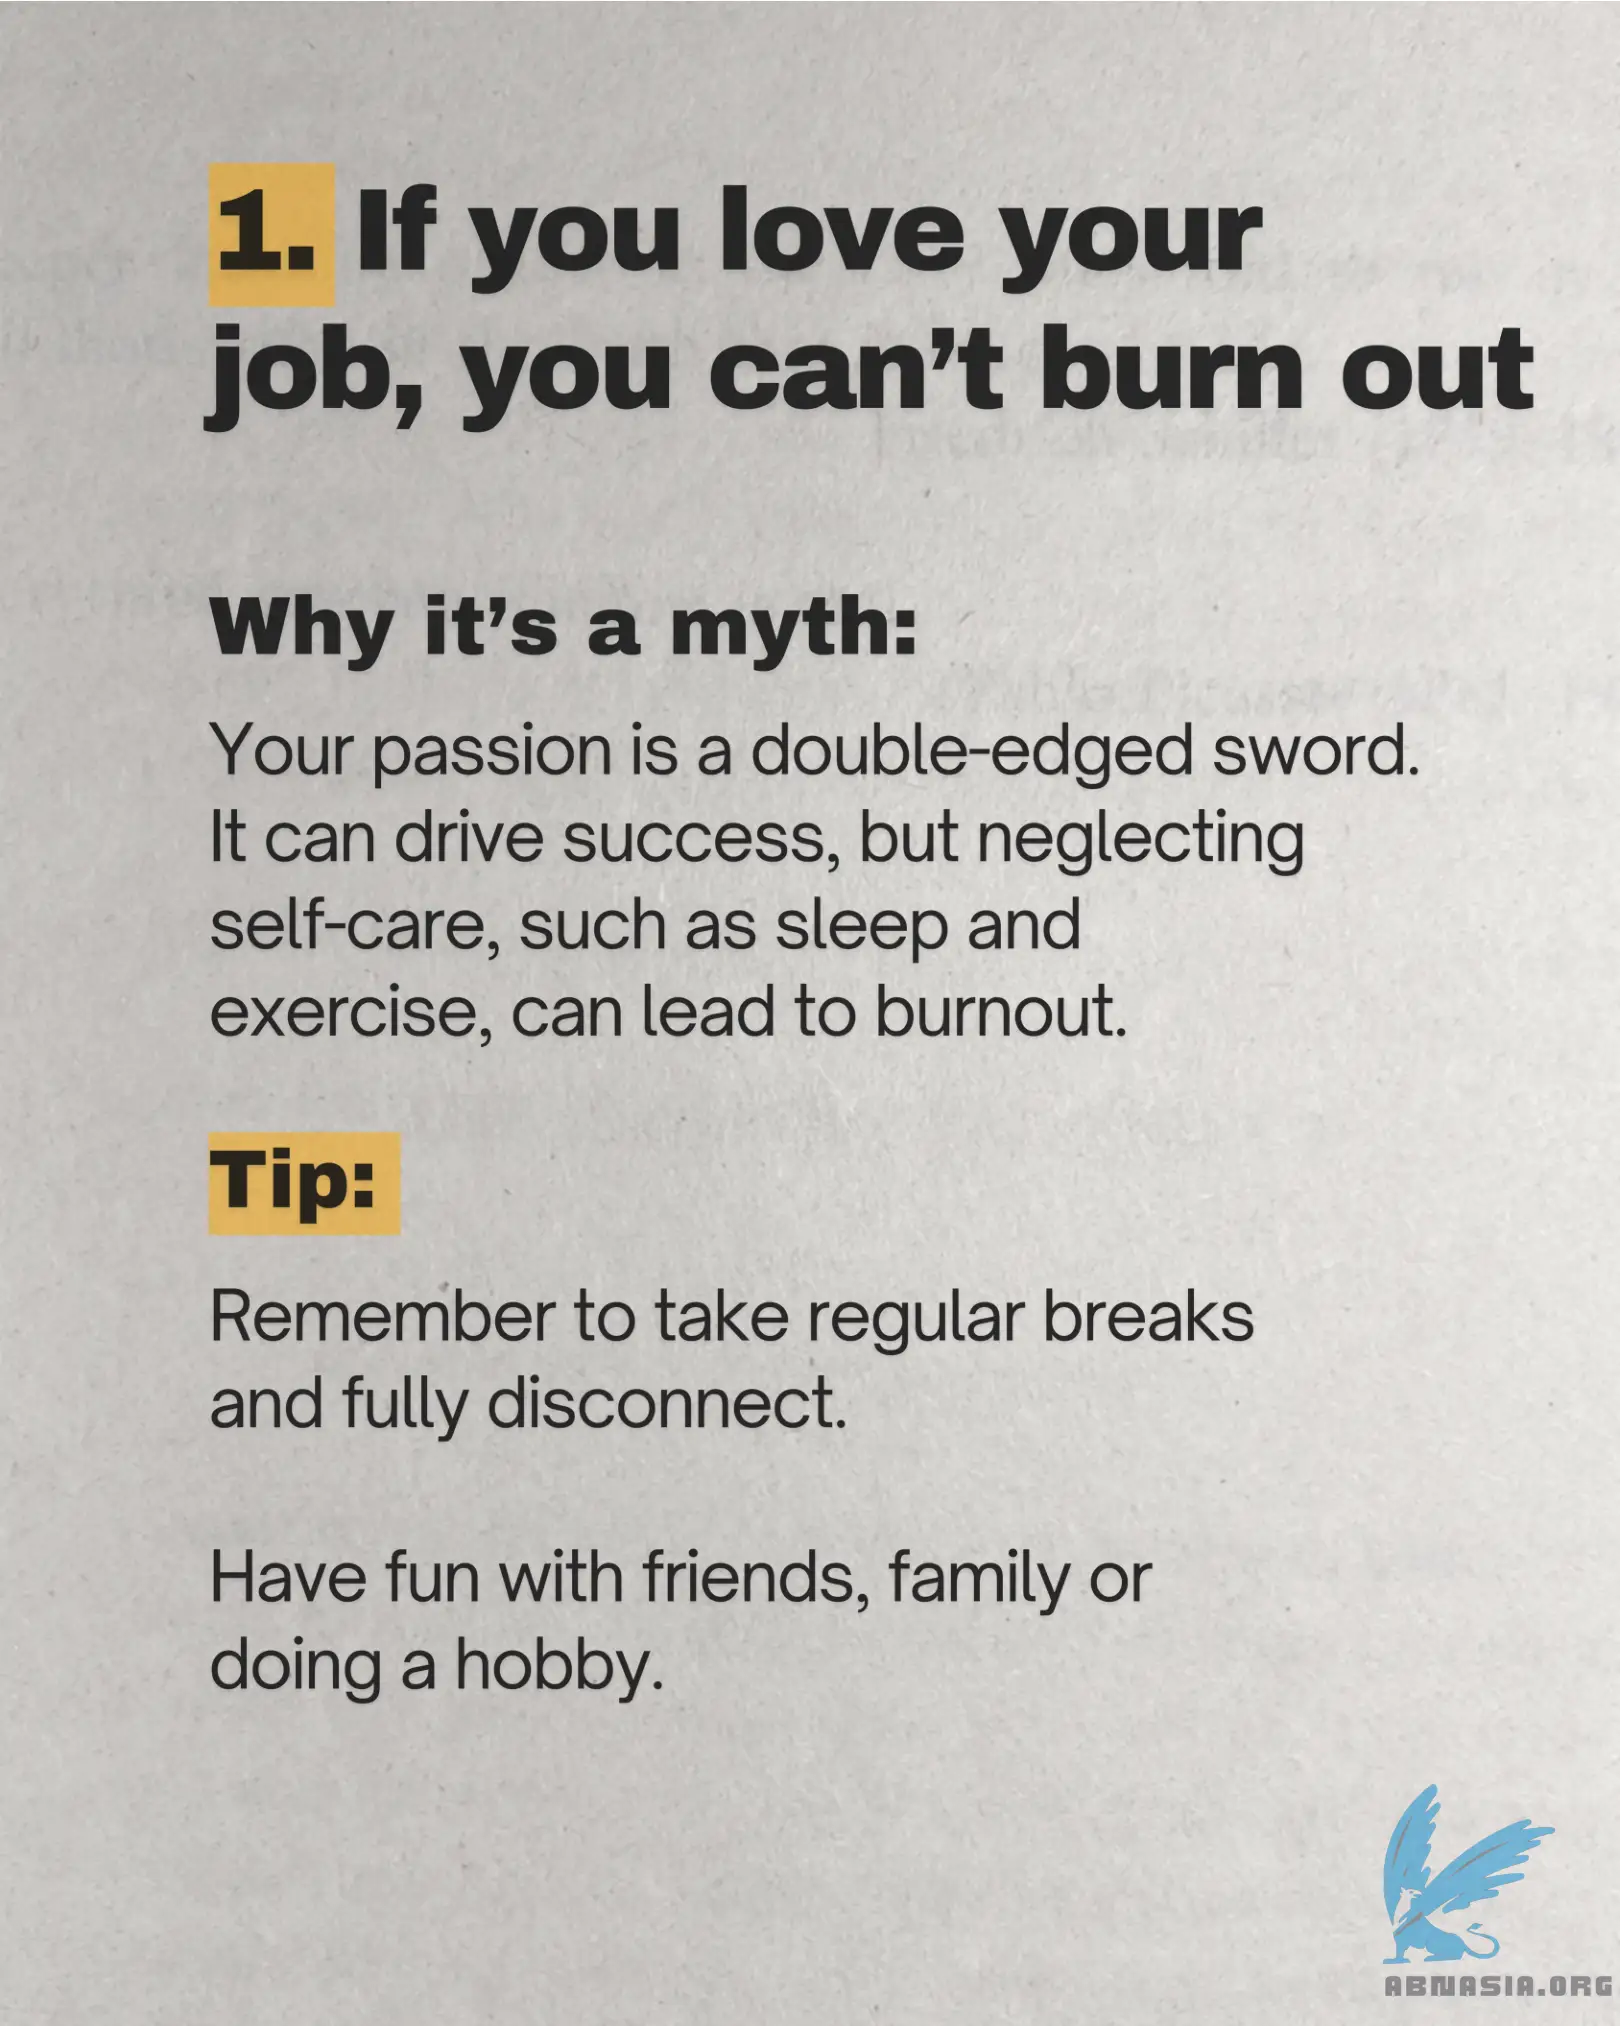 1. If you love your
job, you can’t burn out
Why it’s a myth:
Your passion is a double-edged sword.
It can drive success, but neglecting
self-care, such as sleep and
exercise, can lead to burnout.
Tip:
Remember to take regular breaks
and fully disconnect.
Have fun with friends, family or
doing a hobby.
ABNASIA.ORG